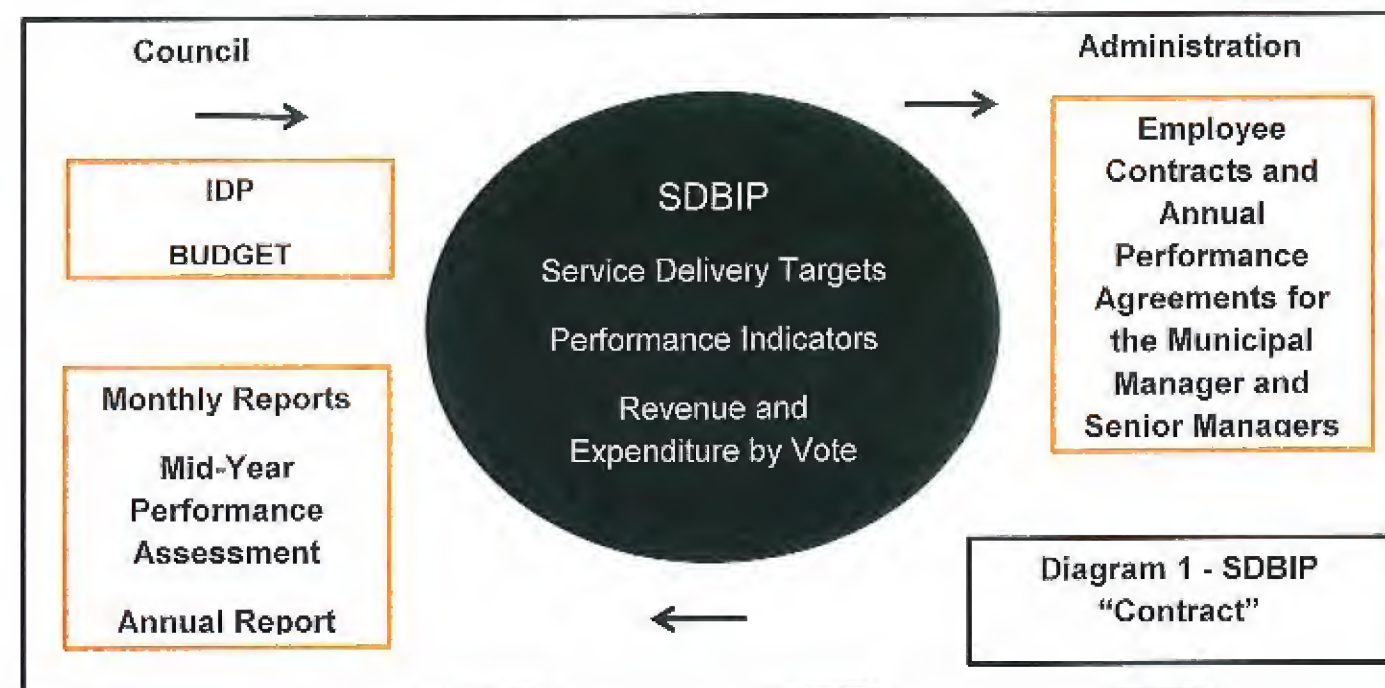 Council
IDP
BUDGET
Monthly Reports
Mid-Year
Performance
Assessment
Annual Report
SDBIP
Service Delivery Targets
Performance Indicators
Revenue and
Expenditure by Vote
Administration
Employee
Contracts and
Annual
Performance
Agreements for
the Municipal
Manager and
Senior Managers
Diagram 1 - SDBIP
“Contract”